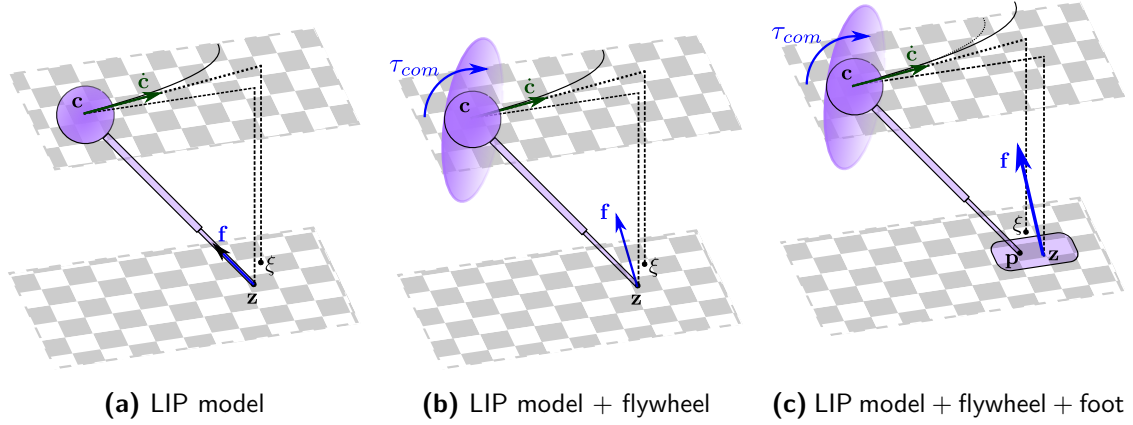 c ċ f ξ z
τcom c ċ f ξ z
τcom c ċ f ξ p z
(a) LIP model
(b) LIP model + flywheel
(c) LIP model + flywheel + foot